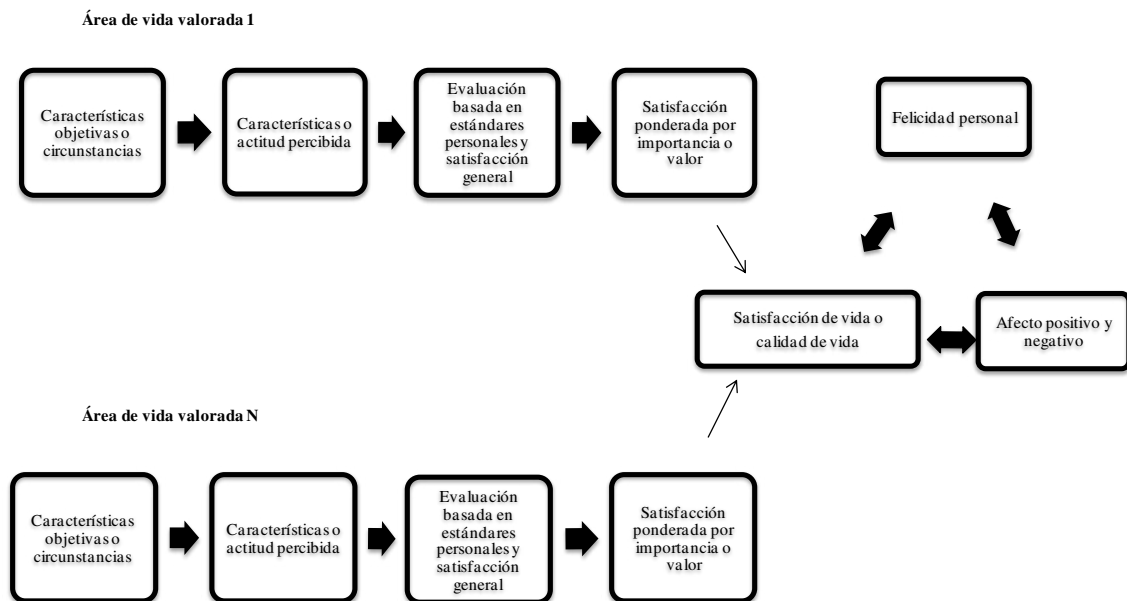 Área de vida valorada 1
Características
objetivas o
circunstancias
Características o
actitud percibida
Evaluación
basada en
estándares
personales y
satisfacción
general
Satisfacción
ponderada por
importancia o
valor
Felicidad personal
Satisfacción de vida o
calidad de vida
Afecto positivo y
negativo
Área de vida valorada N
Características
objetivas o
circunstancias
Características o
actitud percibida
Evaluación
basada en
estándares
personales y
satisfacción
general
Satisfacción
ponderada por
importancia o
valor